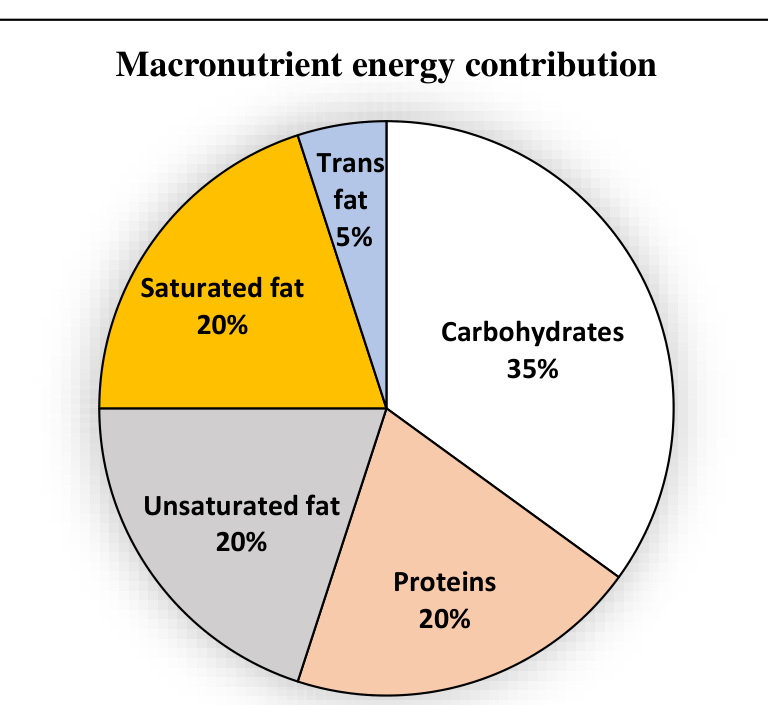 Macronutrient energy contribution
Trans
fat
5%
Saturated fat
20%
Carbohydrates
35%
Unsaturated fat
20%
Proteins
20%